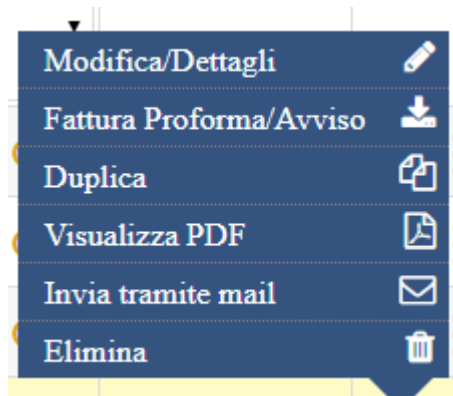 Modifica/Dettagli
Fattura Proforma/Avviso
Duplica
Visualizza PDF
Invia tramite mail
Elimina